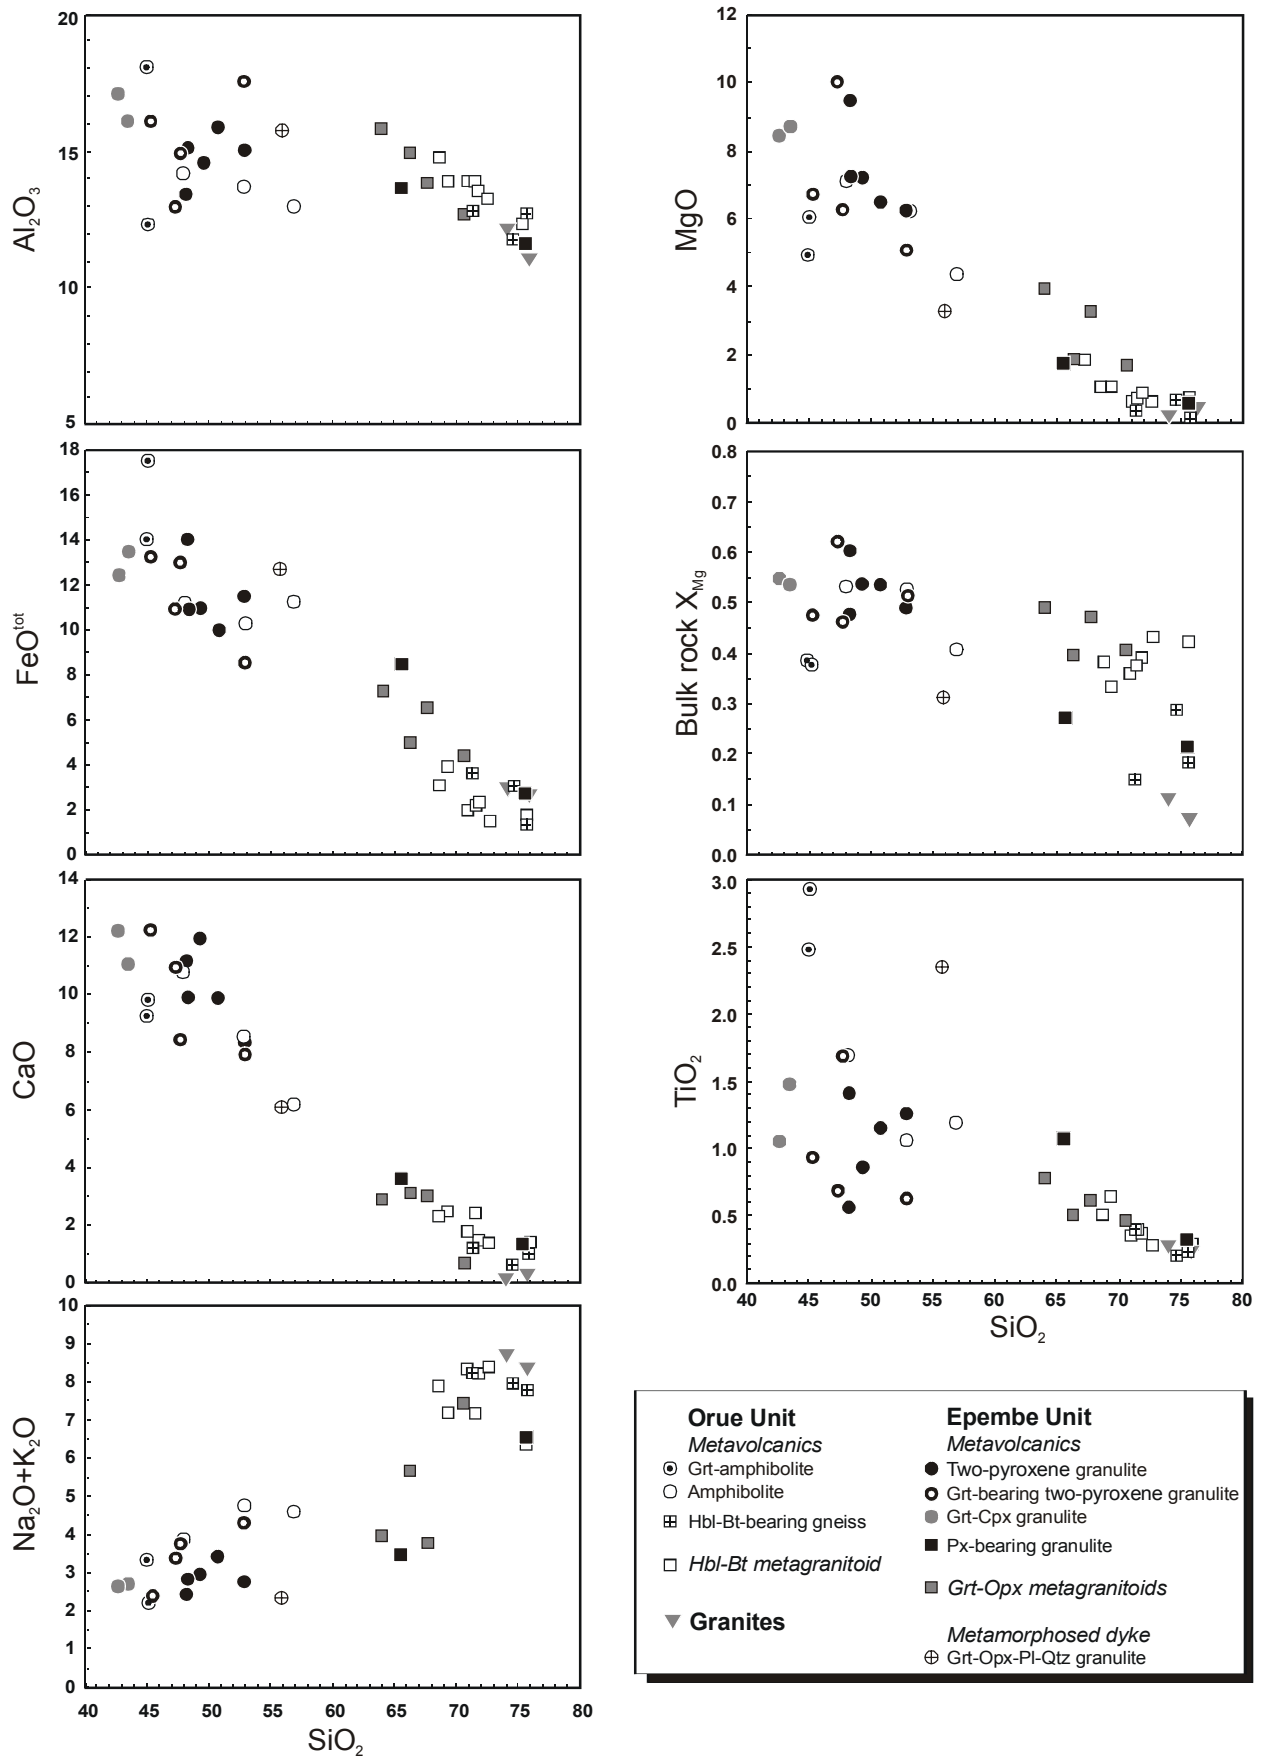 20
15
10
5
Al2O3
12
10
8
6
4
2
0
MgO
18
16
14
12
10
8
6
4
2
0
FeOtot
0.8
0.7
0.6
0.5
0.4
0.3
0.2
0.1
0.0
Bulk rock XMg
14
12
10
8
6
4
2
0
CaO
3.0
2.5
2.0
1.5
1.0
0.5
0.0
TiO2
40 45 50 55 60 65 70 75 80
SiO2
10
9
8
7
6
5
4
3
2
1
0
Na2O+K2O
40 45 50 55 60 65 70 75 80
SiO2
Orue Unit
Metavolcanics
Grt-amphibolite
Amphibolite
Hbl-Bt-bearing gneiss
Hbl-Bt metagranitoid
Granites
Epembe Unit
Metavolcanics
Two-pyroxene granulite
Grt-bearing two-pyroxene granulite
Grt-Cpx granulite
Px-bearing granulite
Grt-Opx metagranitoids
Metamorphosed dyke
Grt-Opx-Pl-Qtz granulite